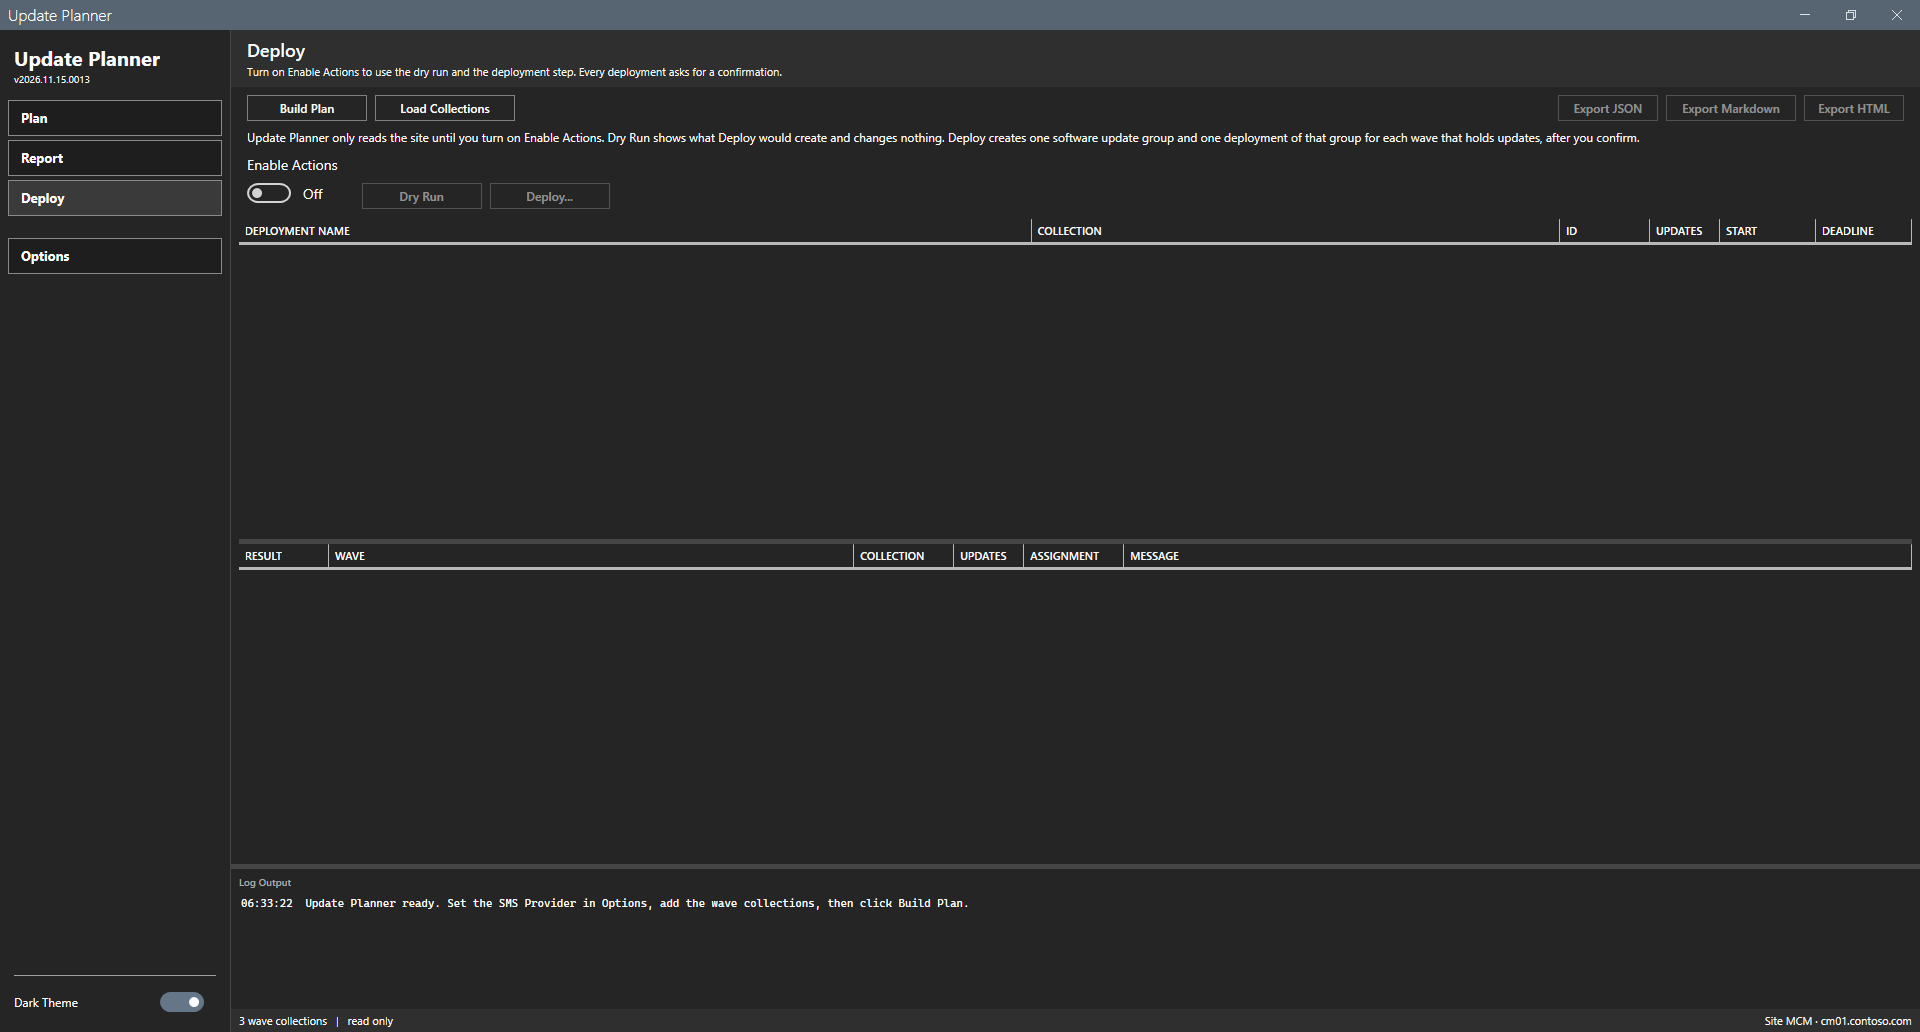 Update Planner
Update Planner
v2026.11.15.0013
Plan
Report
Deploy
Options
Dark Theme
Deploy
Turn on Enable Actions to use the dry run and the deployment step. Every deployment asks for a confirmation.
Build Plan
Load Collections
Export JSON
Export Markdown
Export HTML
Update Planner only reads the site until you turn on Enable Actions. Dry Run shows what Deploy would create and changes nothing. Deploy creates one software update group and one deployment of that group for each wave that holds updates, after you confirm.
Enable Actions
Off
Dry Run
Deploy...
DEPLOYMENT NAME COLLECTION ID UPDATES START DEADLINE
RESULT WAVE COLLECTION UPDATES ASSIGNMENT MESSAGE
Log Output
06:33:22 Update Planner ready. Set the SMS Provider in Options, add the wave collections, then click Build Plan.
3 wave collections | read only
Site MCM · cm01.contoso.com